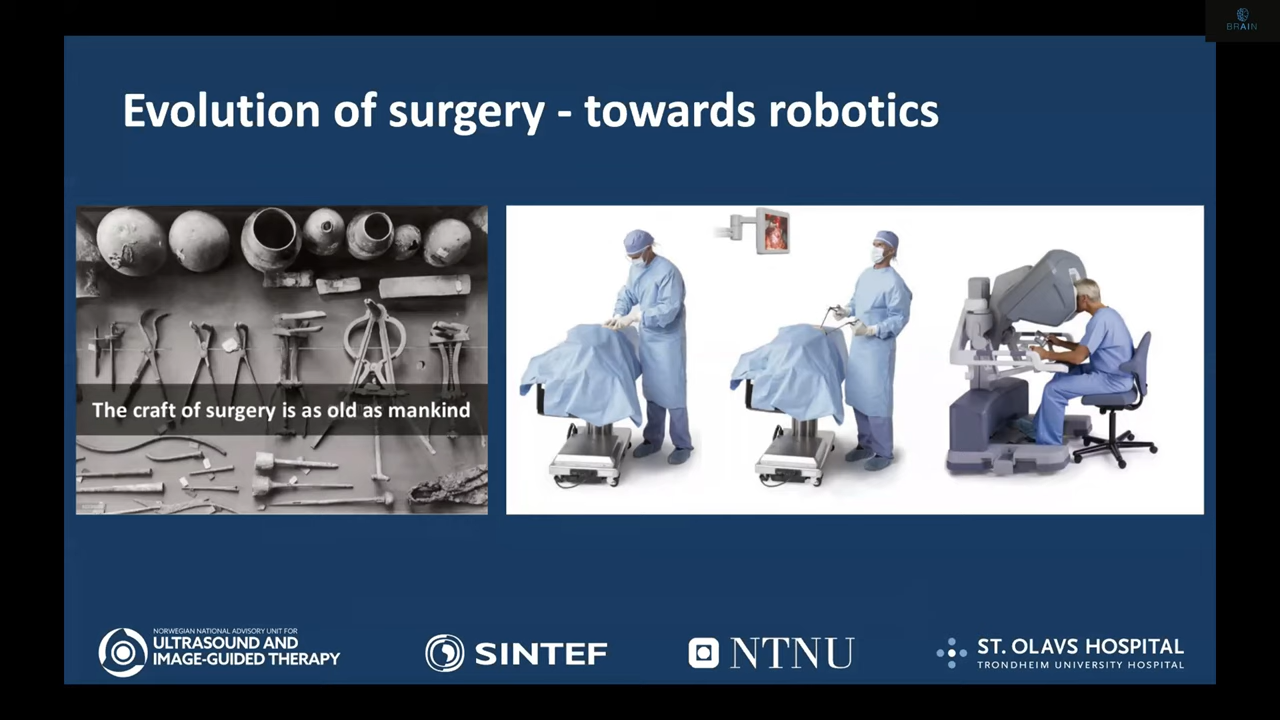 BRAIN
Evolution of surgery - towards robotics
The craft of surgery is as old as mankind
NORWEGIAN NATIONAL ADVISORY UNIT FOR
ULTRASOUND AND
IMAGE-GUIDED THERAPY
SINTEF
NTNU
ST. OLAVS HOSPITAL
TRONDHEIM UNIVERSITY HOSPITAL